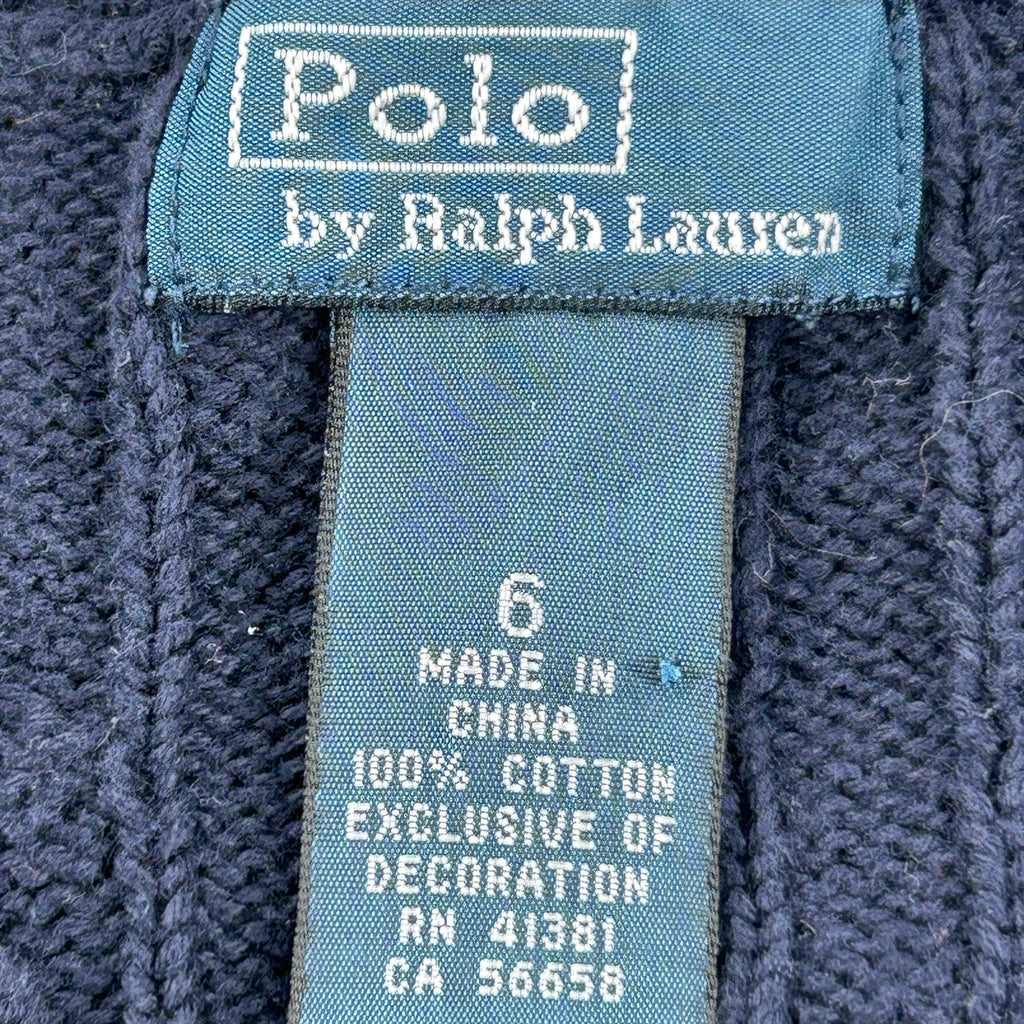 Polo
by Ralph Lauren
6
MADE IN
CHINA
100% COTTON
EXCLUSIVE OF
DECORATION
RN 41381
CA 56658